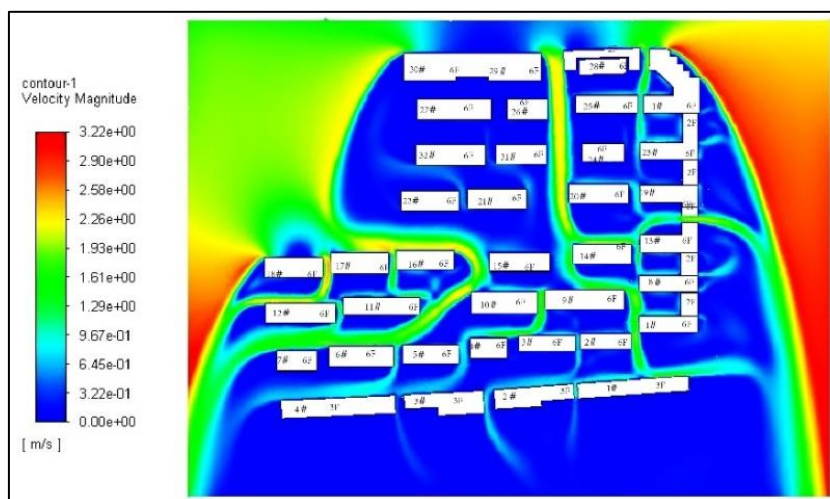 contour-1
Velocity Magnitude
3.22e+00
2.90e+00
2.58e+00
2.26e+00
1.93e+00
1.61e+00
1.29e+00
9.67e-01
6.45e-01
3.22e-01
0.00e+00
[ m/s ]
30# 6F 29# 6F
28# 6F
6F
25# 6F
1# 6F
26#
2F
32# 6F
31# 6F
6F
24#
23# 6F
2F
22# 6F
21# 6F
20# 6F
19#
13# 6F
18# 6F
17# 6F
16# 6F
15# 6F
14# 6F
2F
8# 6F
12# 6F
11# 6F
10# 6F
9# 6F
2F
1# 6F
7# 6F
6# 6F
5# 6F
6F
3# 6F
2# 6F
4# 3F
3# 3F
2# 3F
1# 3F